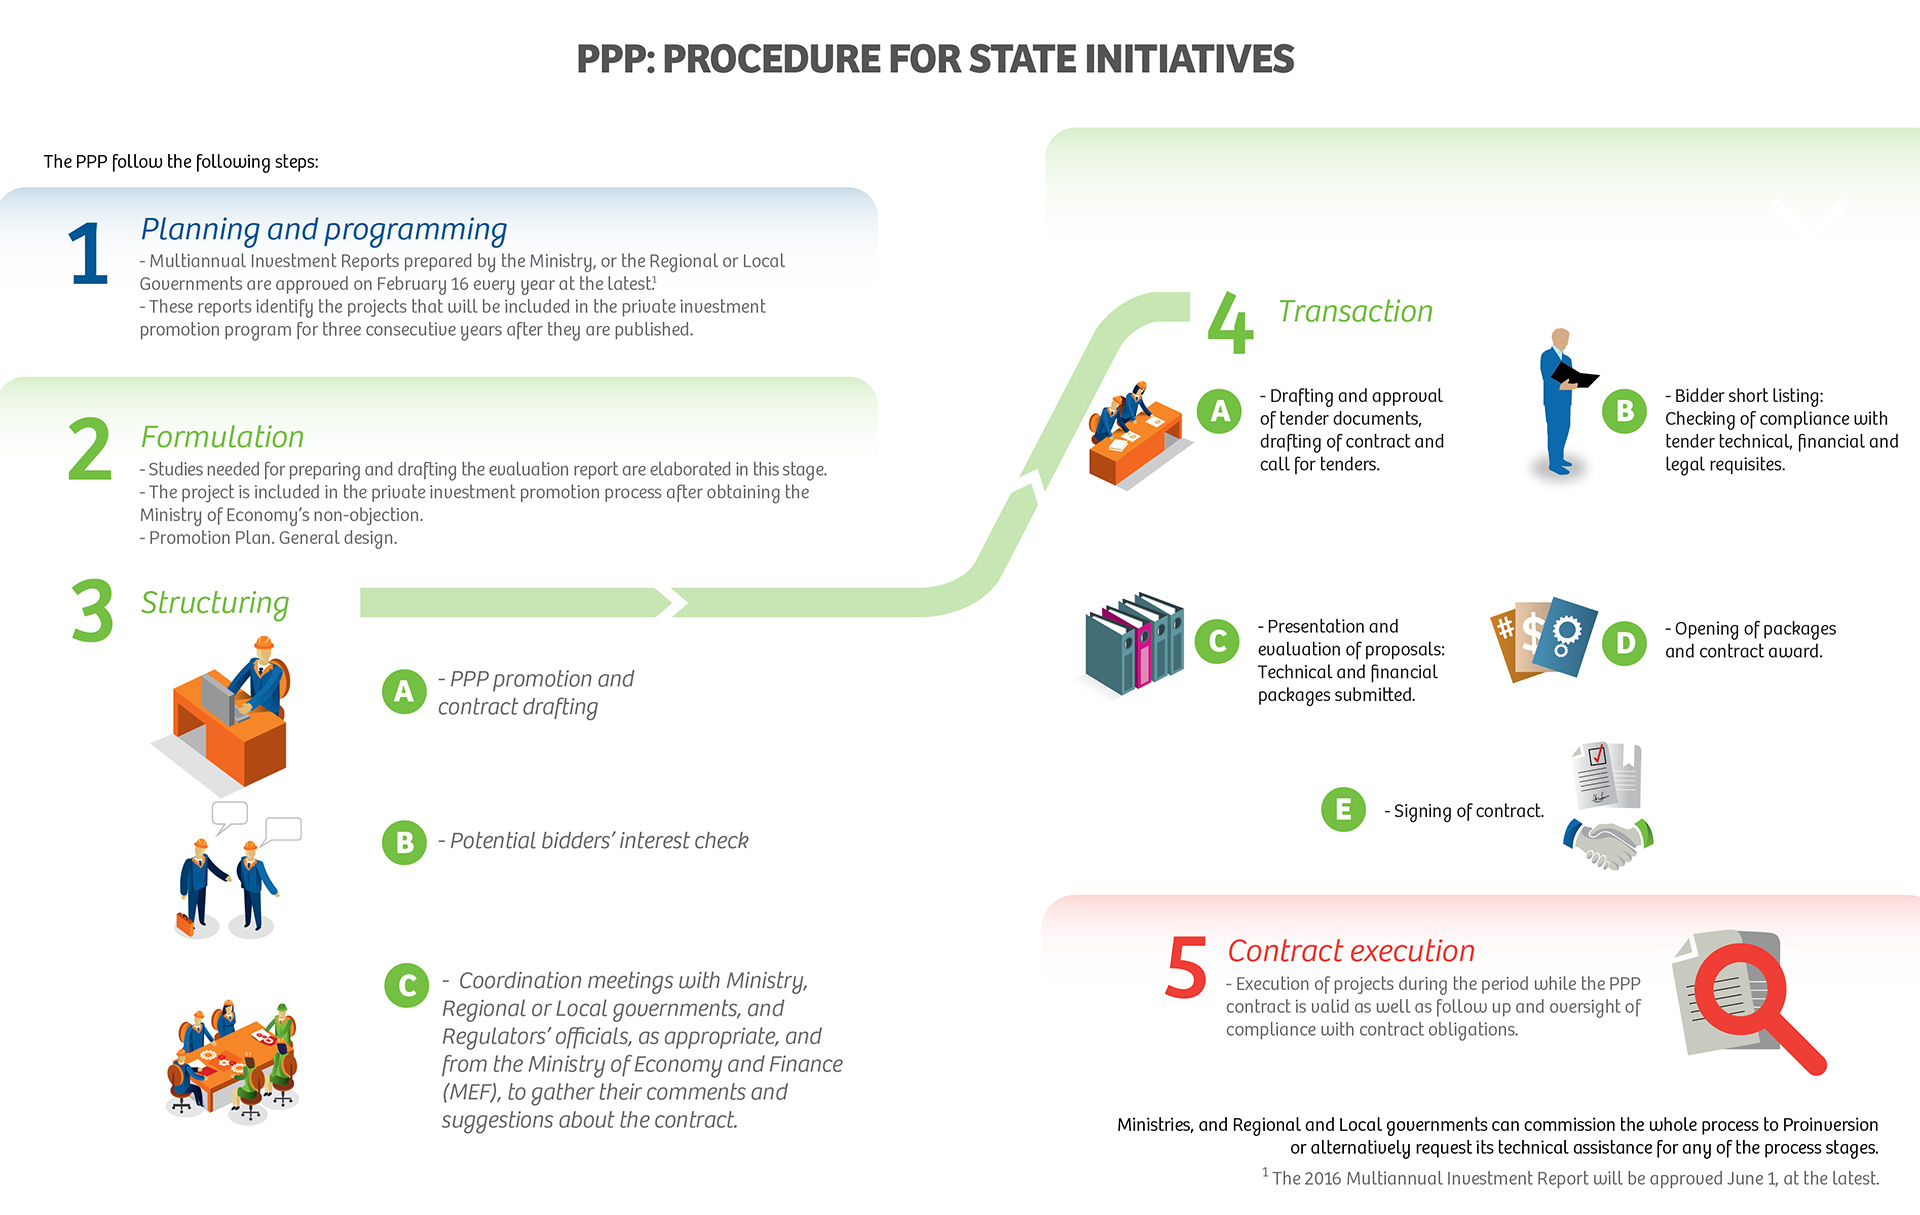 PPP: PROCEDURE FOR STATE INITIATIVES
The PPP follow the following steps:
1
Planning and programming
- Multiannual Investment Reports prepared by the Ministry, or the Regional or Local
Governments are approved on February 16 every year at the latest.¹
- These reports identify the projects that will be included in the private investment
promotion program for three consecutive years after they are published.
2
Formulation
- Studies needed for preparing and drafting the evaluation report are elaborated in this stage.
- The project is included in the private investment promotion process after obtaining the
Ministry of Economy's non-objection.
- Promotion Plan. General design.
3
Structuring
A
- PPP promotion and
contract drafting
B
- Potential bidders' interest check
C
- Coordination meetings with Ministry,
Regional or Local governments, and
Regulators' officials, as appropriate, and
from the Ministry of Economy and Finance
(MEF), to gather their comments and
suggestions about the contract.
4
Transaction
A
- Drafting and approval
of tender documents,
drafting of contract and
call for tenders.
B
- Bidder short listing:
Checking of compliance with
tender technical, financial and
legal requisites.
C
- Presentation and
evaluation of proposals:
Technical and financial
packages submitted.
# $
D
- Opening of packages
and contract award.
E
- Signing of contract.
5
Contract execution
- Execution of projects during the period while the PPP
contract is valid as well as follow up and oversight of
compliance with contract obligations.
Ministries, and Regional and Local governments can commission the whole process to Proinversion
or alternatively request its technical assistance for any of the process stages.
¹ The 2016 Multiannual Investment Report will be approved June 1, at the latest.